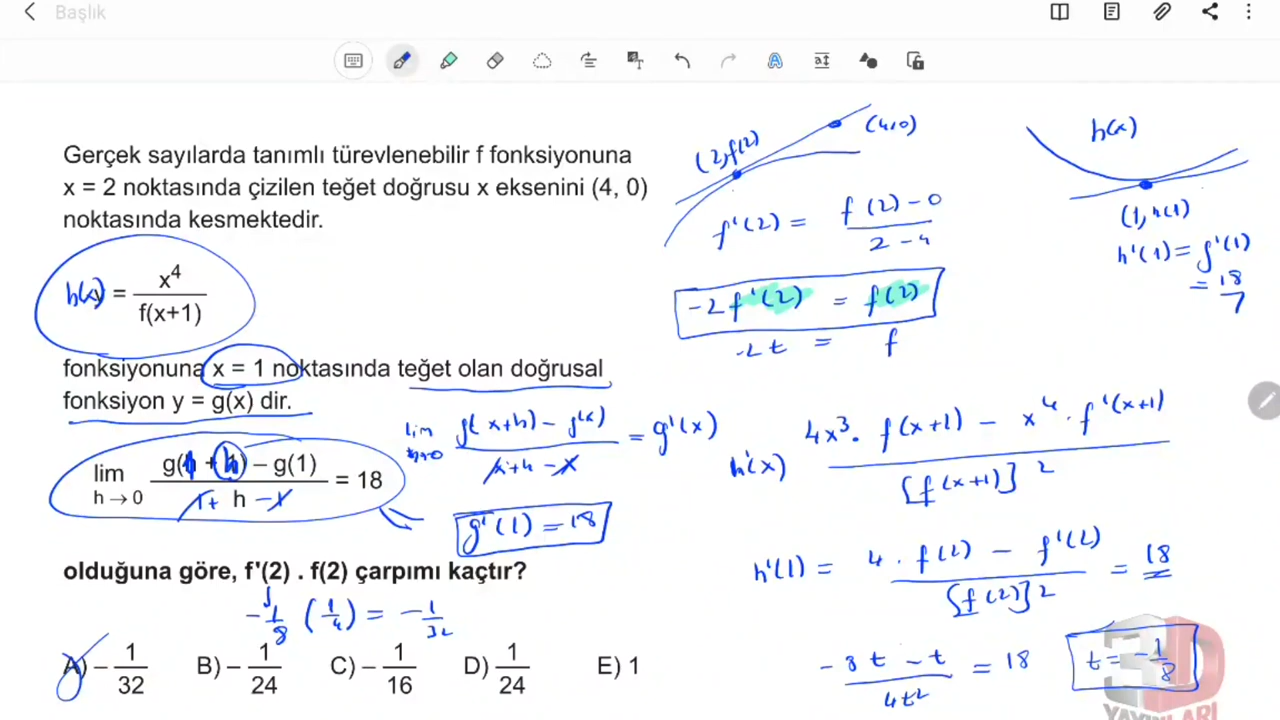 Başlık
Gerçek sayılarda tanımlı türevlenebilir f fonksiyonuna
x = 2 noktasında çizilen teğet doğrusu x eksenini (4, 0)
noktasında kesmektedir.
h(x) = x⁴ / f(x+1)
fonksiyonuna x = 1 noktasında teğet olan doğrusal
fonksiyon y = g(x) dir.
lim h → 0 g(1 + h) – g(1) / 1 + h – 1 = 18
olduğuna göre, f'(2) . f(2) çarpımı kaçtır?
-1/8 (1/4) = -1/32
A) – 1/32 B) – 1/24 C) – 1/16 D) 1/24 E) 1
lim h→0 g(x+h) - g(x) / x+h-x = g'(x)
g'(1) = 18
(2, f(2)) (4,0)
f'(2) = f(2) - 0 / 2 - 4
-2 f'(2) = f(2)
-2 t = f
h(x)
(1, h(1))
h'(1) = g'(1)
= 18
h'(x) 4x³. f(x+1) - x⁴. f'(x+1) / [f(x+1)]²
h'(1) = 4. f(2) - f'(2) / [f(2)]² = 18
-8t - t / 4t² = 18 t = -1/8
3D
YAYINLARI